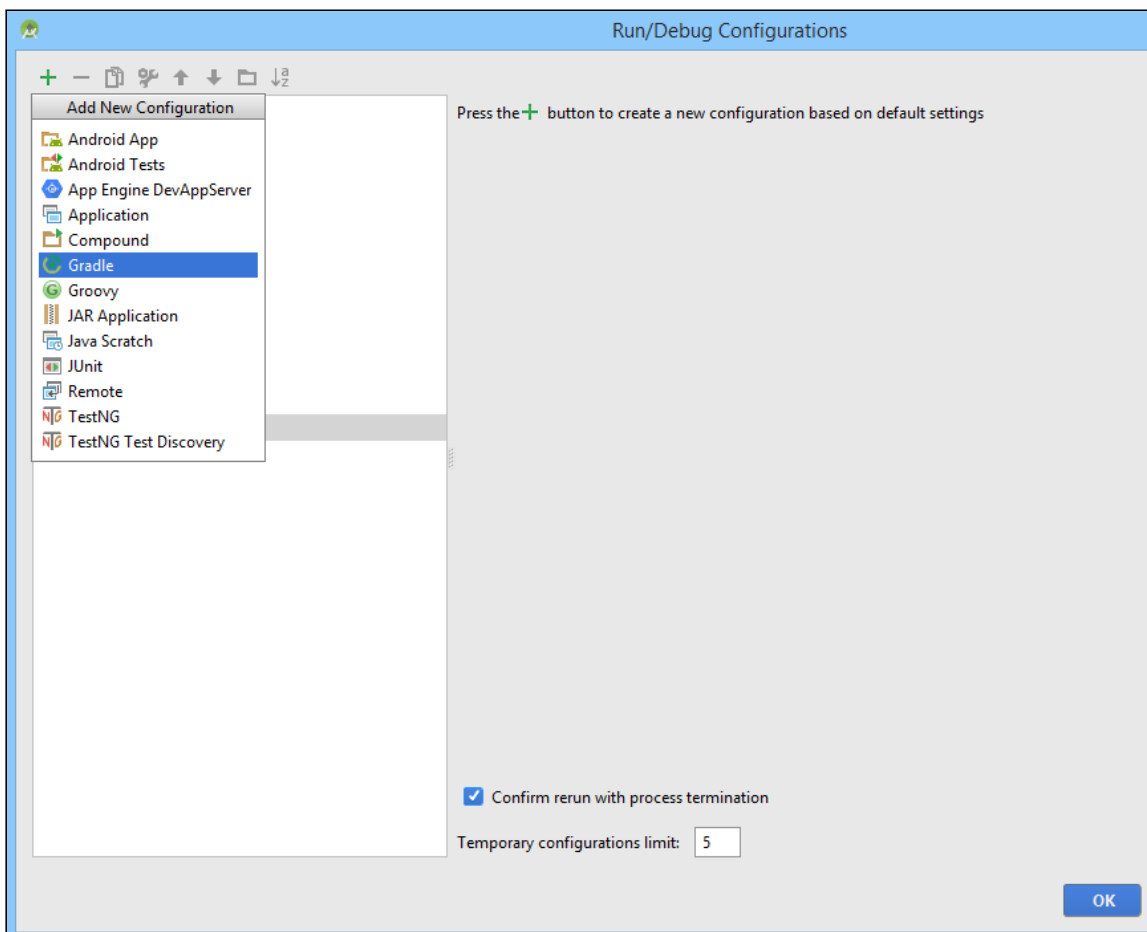 Run/Debug Configurations
Add New Configuration
Press the + button to create a new configuration based on default settings
Android App
Android Tests
App Engine DevAppServer
Application
Compound
Gradle
Groovy
JAR Application
Java Scratch
JUnit
Remote
TestNG
TestNG Test Discovery
Confirm rerun with process termination
Temporary configurations limit: 5
OK